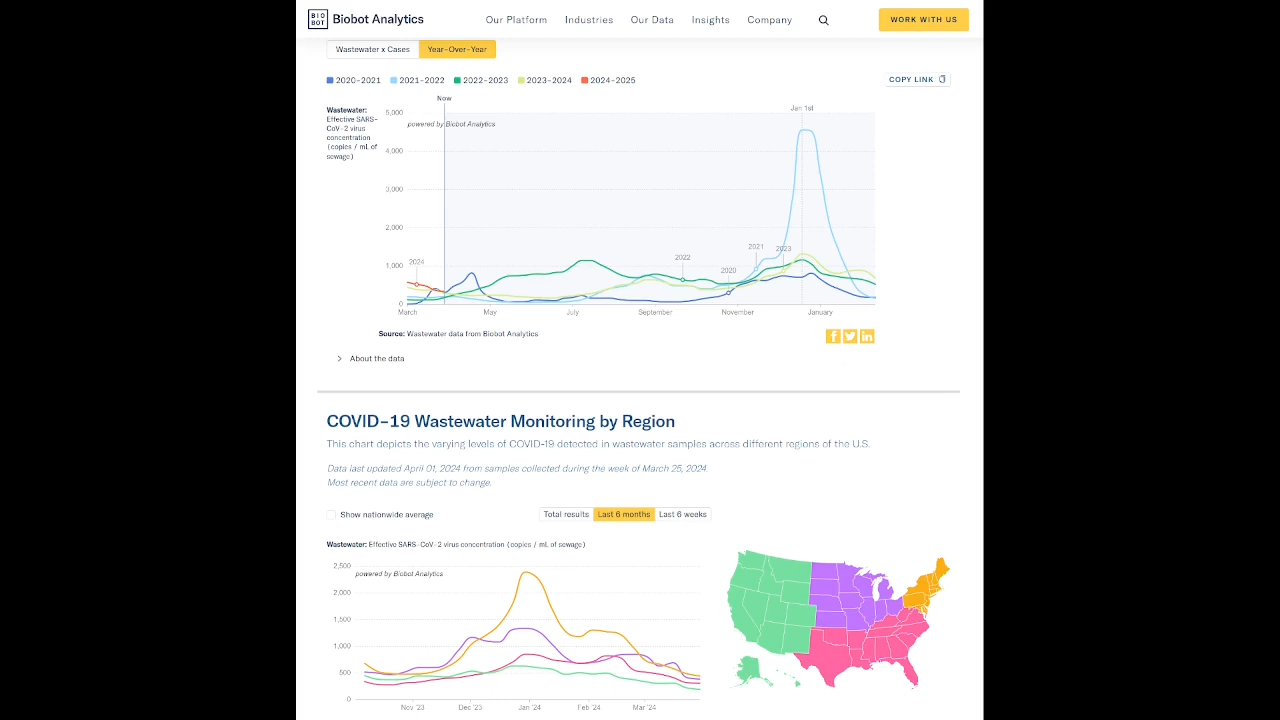 BIO
BOT
Biobot Analytics
Our Platform
Industries
Our Data
Insights
Company
WORK WITH US
Wastewater x Cases
Year-Over-Year
2020-2021
2021-2022
2022-2023
2023-2024
2024-2025
COPY LINK
Now
Jan 1st
Wastewater:
Effective SARS-
CoV-2 virus
concentration
(copies / mL of
sewage)
5,000
powered by Biobot Analytics
4,000
3,000
2,000
2021
2023
2022
2024
1,000
2020
0
March
May
July
September
November
January
Source: Wastewater data from Biobot Analytics
About the data
COVID-19 Wastewater Monitoring by Region
This chart depicts the varying levels of COVID-19 detected in wastewater samples across different regions of the U.S.
Data last updated April 01, 2024 from samples collected during the week of March 25, 2024.
Most recent data are subject to change.
Show nationwide average
Total results
Last 6 months
Last 6 weeks
Wastewater: Effective SARS-CoV-2 virus concentration (copies / mL of sewage)
2,500
powered by Biobot Analytics
2,000
1,500
1,000
500
0
Nov '23
Dec '23
Jan '24
Feb '24
Mar '24